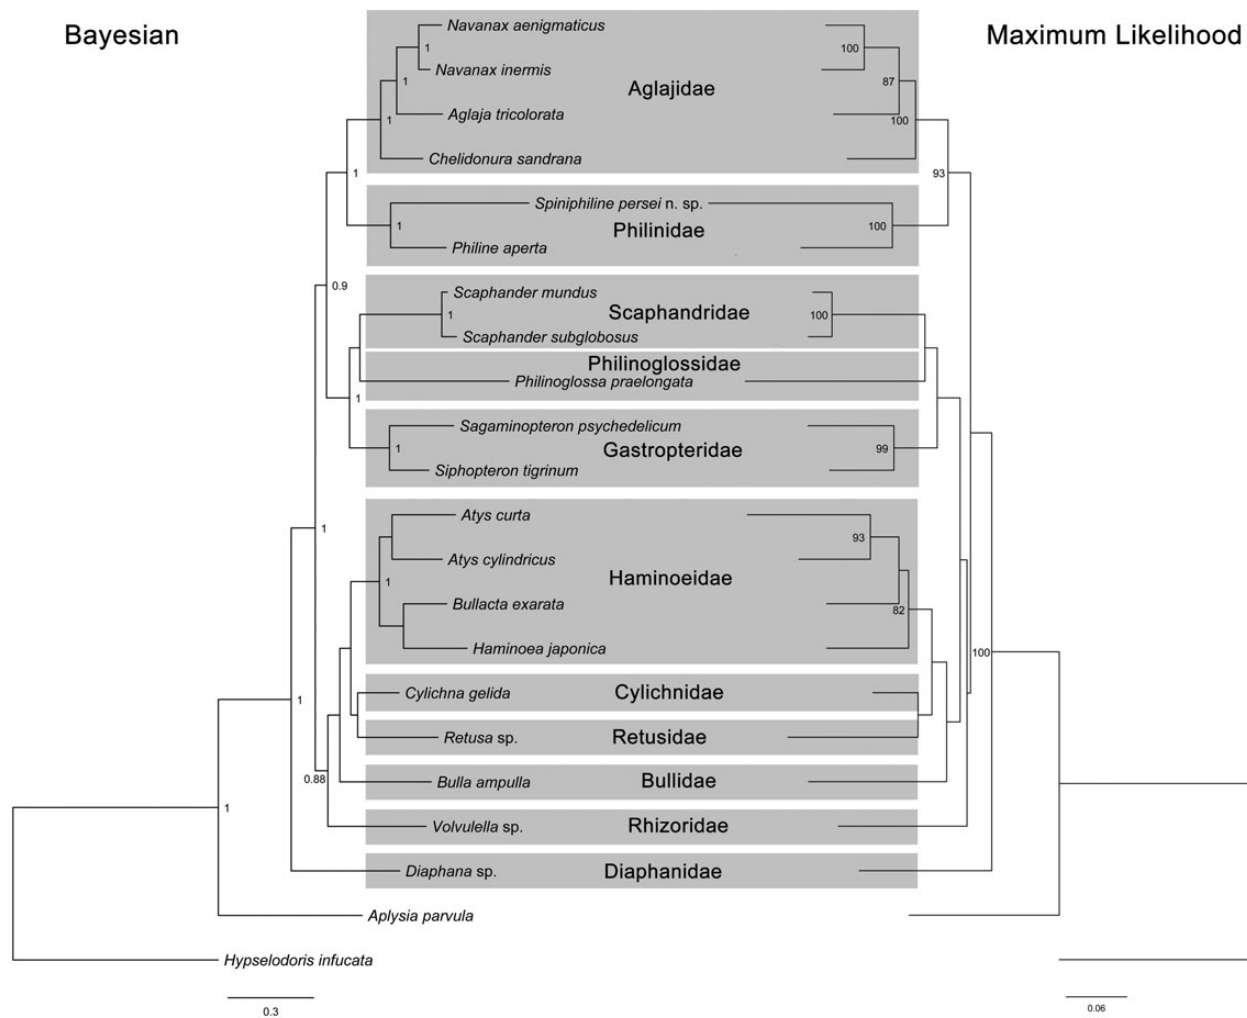 Bayesian
Maximum Likelihood
Navanax aenigmaticus
1
100
Navanax inermis
1
Aglajidae
87
Aglaja tricolorata
1
100
Chelidonura sandrana
1
93
Spiniphiline persei n. sp.
1
Philinidae
100
Philine aperta
0.9
Scaphander mundus
1
Scaphandridae
100
Scaphander subglobosus
Philinoglossidae
Philinoglossa praelongata
1
Sagaminopteron psychedelicum
1
Gastropteridae
99
Siphopteron tigrinum
Atys curta
1
93
Atys cylindricus
1
Haminoeidae
Bullacta exarata
82
Haminoea japonica
100
Cylichna gelida
Cylichnidae
1
Retusa sp.
Retusidae
0.88
Bulla ampulla
Bullidae
1
Volvulella sp.
Rhizoridae
Diaphana sp.
Diaphanidae
Aplysia parvula
Hypselodoris infucata
0.3
0.06